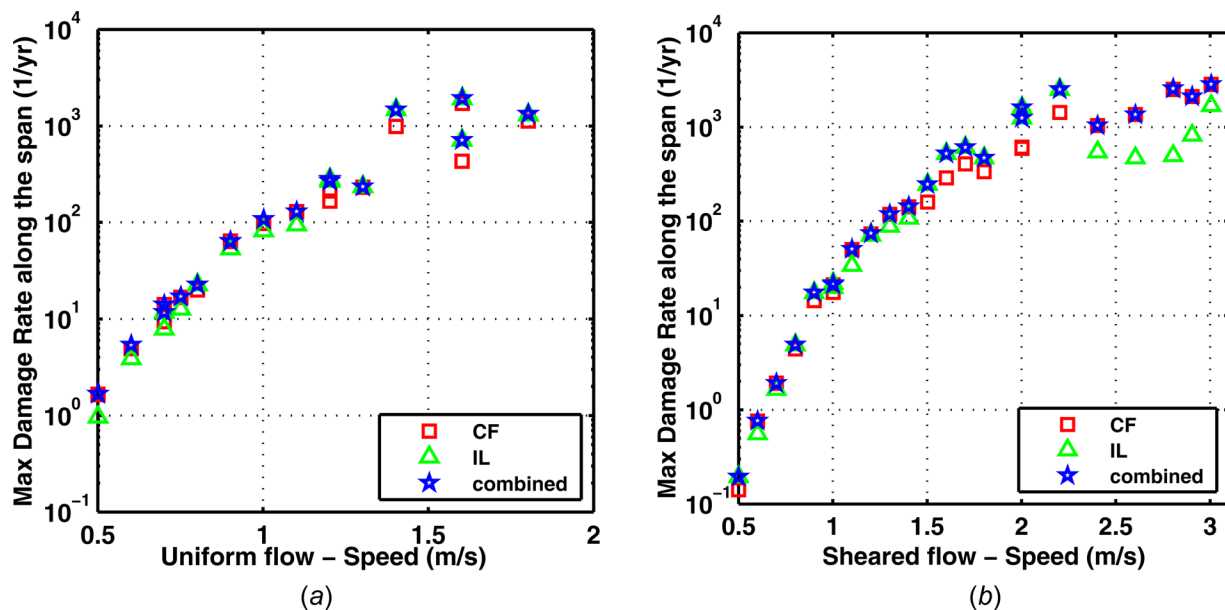 Max Damage Rate along the span (1/yr)
10^4
10^3
10^2
10^1
10^0
10^−1
CF
IL
combined
0.5 1 1.5 2
Uniform flow − Speed (m/s)
(a)
Max Damage Rate along the span (1/yr)
10^4
10^3
10^2
10^1
10^0
10^−1
CF
IL
combined
0.5 1 1.5 2 2.5 3
Sheared flow − Speed (m/s)
(b)